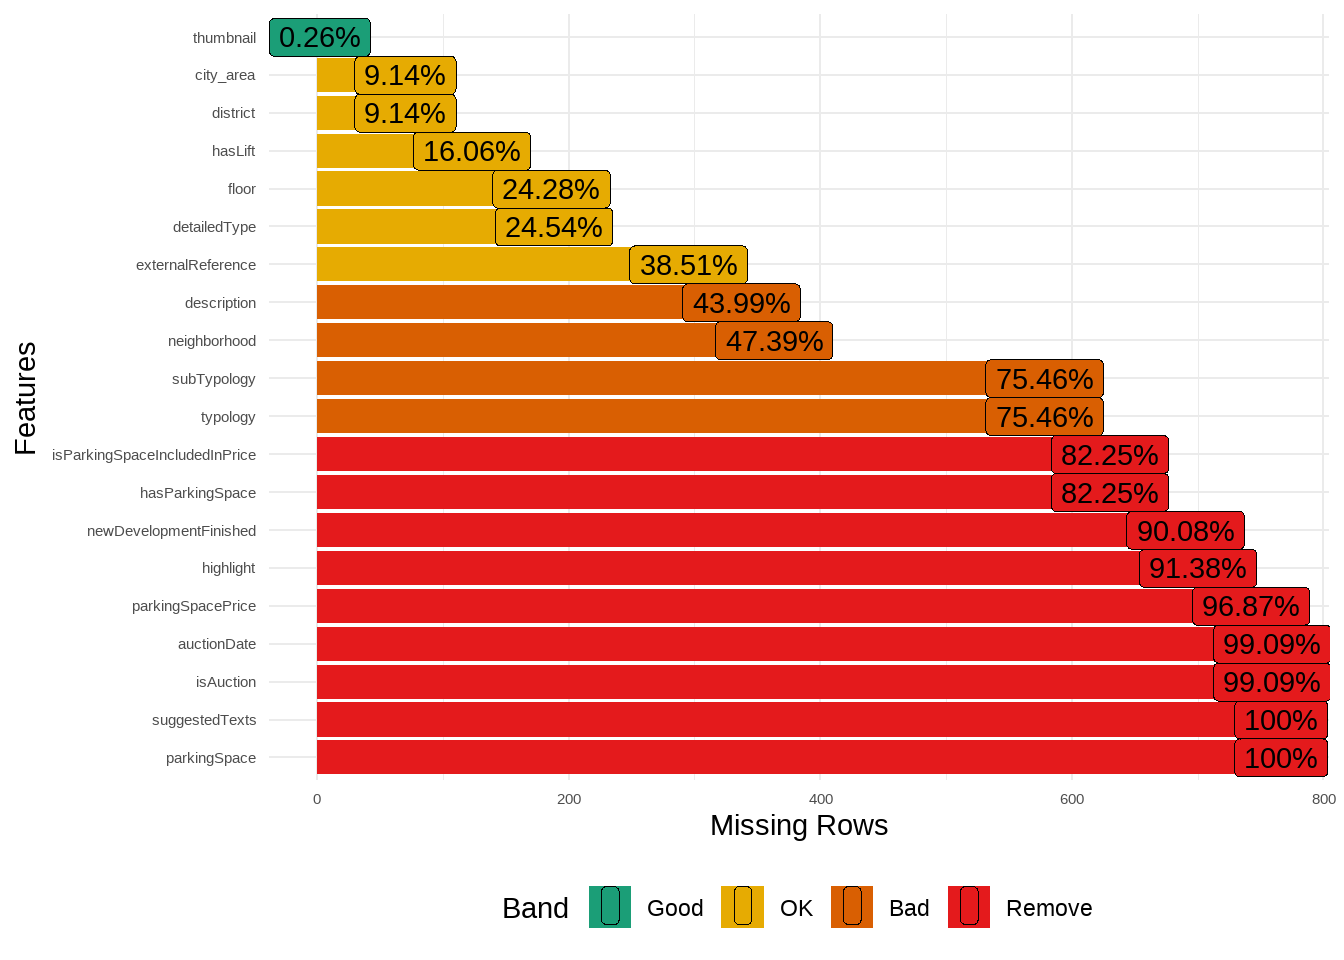 thumbnail 0.26%
city_area 9.14%
district 9.14%
hasLift 16.06%
floor 24.28%
detailedType 24.54%
externalReference 38.51%
description 43.99%
neighborhood 47.39%
subTypology 75.46%
typology 75.46%
isParkingSpaceIncludedInPrice 82.25%
hasParkingSpace 82.25%
newDevelopmentFinished 90.08%
highlight 91.38%
parkingSpacePrice 96.87%
auctionDate 99.09%
isAuction 99.09%
suggestedTexts 100%
parkingSpace 100%
Features
0 200 400 600 800
Missing Rows
Band Good OK Bad Remove